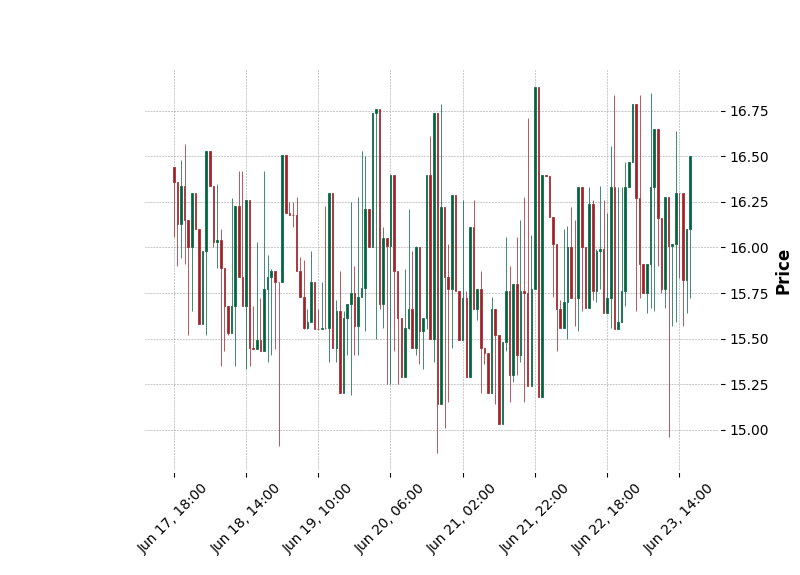 16.75
16.50
16.25
16.00
15.75
15.50
15.25
15.00
Price
Jun 17, 18:00
Jun 18, 14:00
Jun 19, 10:00
Jun 20, 06:00
Jun 21, 02:00
Jun 21, 22:00
Jun 22, 18:00
Jun 23, 14:00